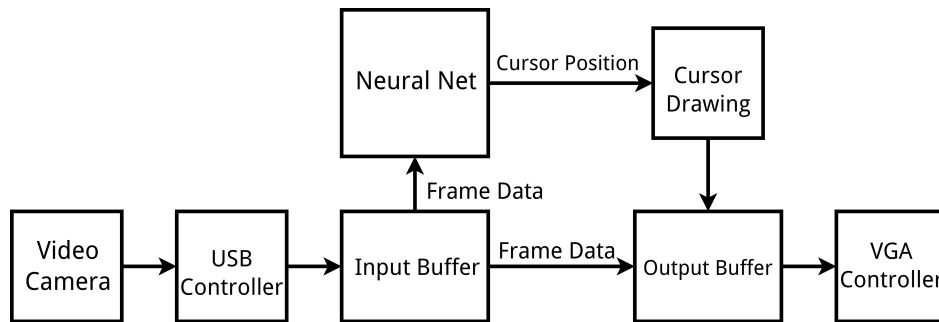 Neural Net
Cursor Position
Cursor
Drawing
Frame Data
Video
Camera
USB
Controller
Input Buffer
Frame Data
Output Buffer
VGA
Controller